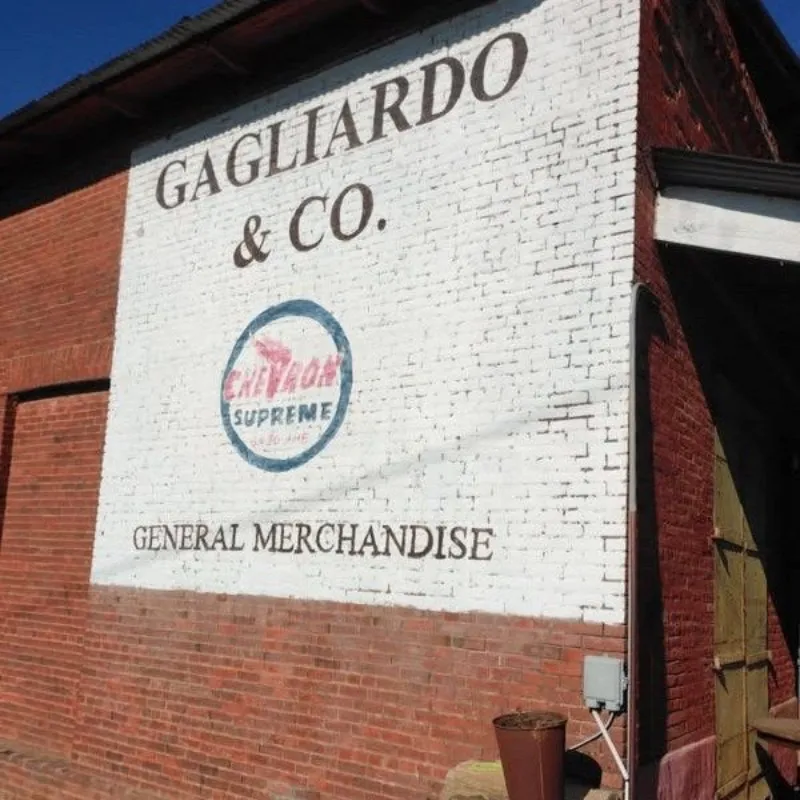 GAGLIARDO
& CO.
CHEVRON
SUPREME
GENERAL MERCHANDISE